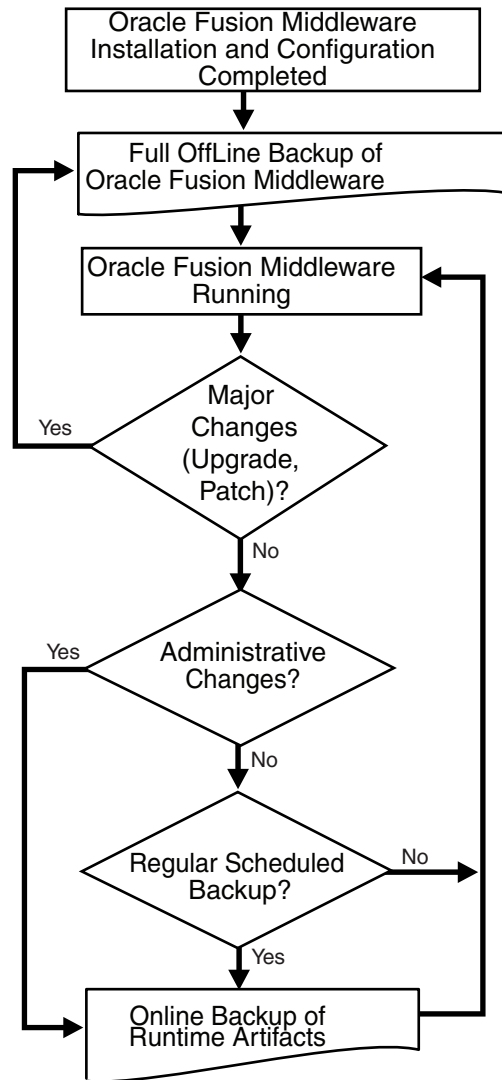 Oracle Fusion Middleware
Installation and Configuration
Completed
Full OffLine Backup of
Oracle Fusion Middleware
Oracle Fusion Middleware
Running
Major
Changes
(Upgrade,
Patch)?
Yes
No
Administrative
Changes?
Yes
No
Regular Scheduled
Backup?
No
Yes
Online Backup of
Runtime Artifacts